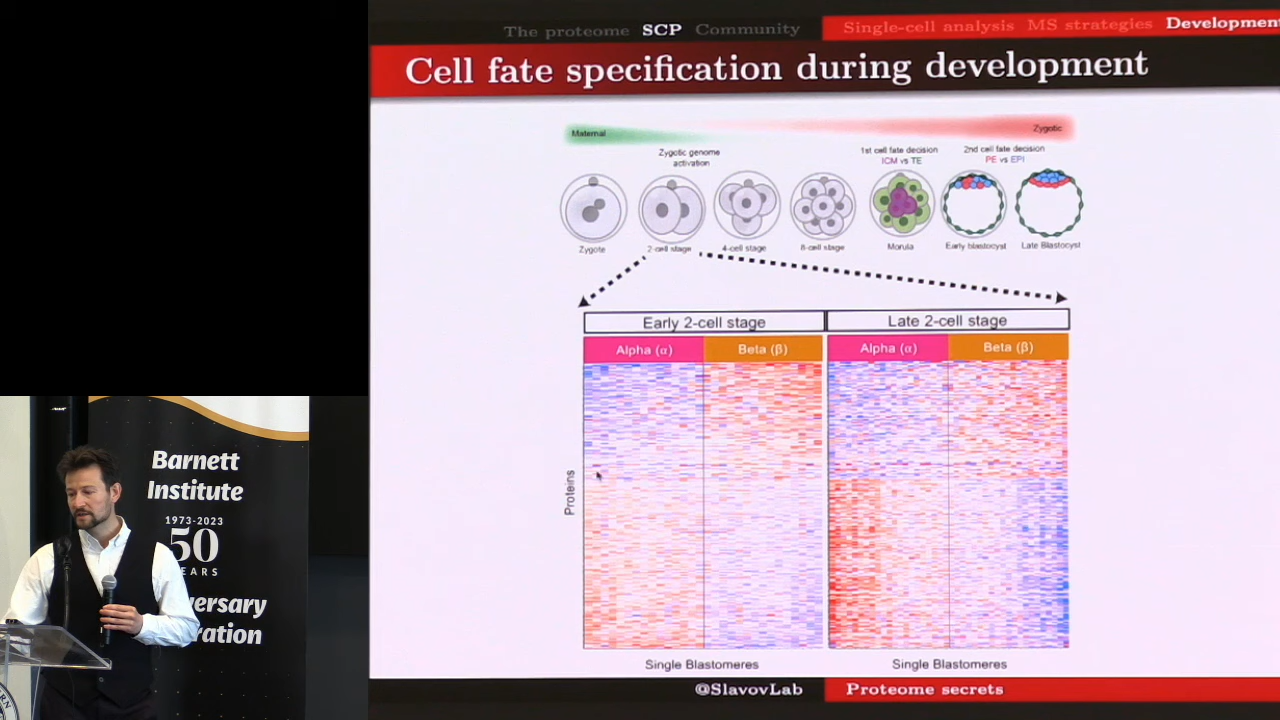 The proteome SCP Community
Single-cell analysis MS strategies Development
Cell fate specification during development
Maternal
Zygotic
Zygotic genome
activation
1st cell fate decision
ICM vs TE
2nd cell fate decision
PE vs EPI
Zygote
2-cell stage
4-cell stage
8-cell stage
Morula
Early blastocyst
Late Blastocyst
Early 2-cell stage
Late 2-cell stage
Alpha (α)
Beta (β)
Alpha (α)
Beta (β)
Proteins
Single Blastomeres
Single Blastomeres
@SlavovLab
Proteome secrets
Barnett
Institute
1973-2023
50
EARS
ersary
ration